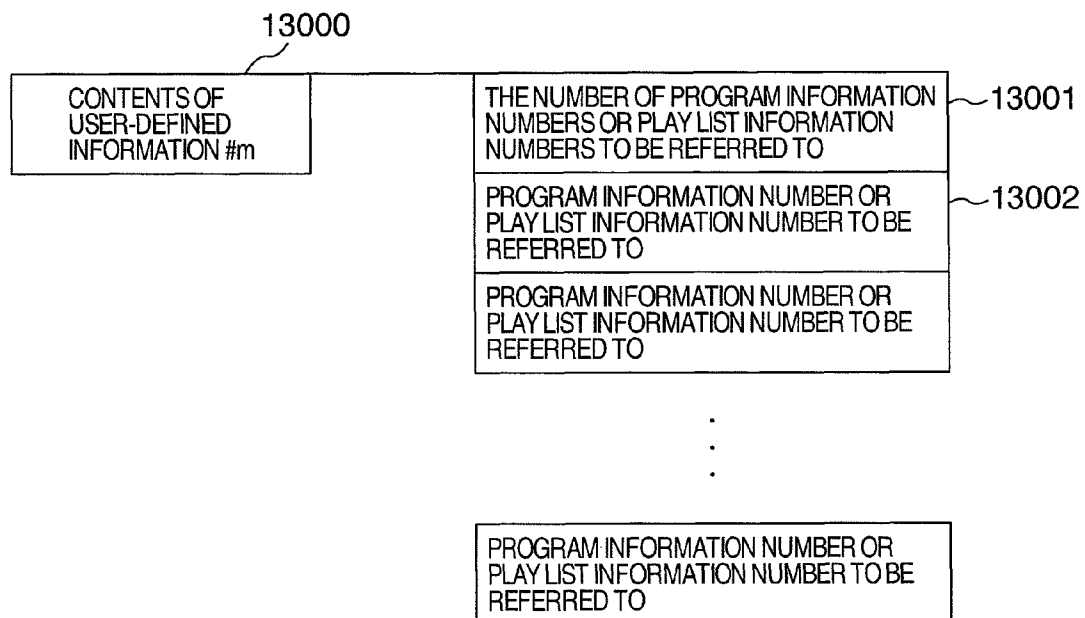 13000
CONTENTS OF
USER-DEFINED
INFORMATION #m
THE NUMBER OF PROGRAM INFORMATION
NUMBERS OR PLAY LIST INFORMATION
NUMBERS TO BE REFERRED TO
13001
PROGRAM INFORMATION NUMBER OR
PLAY LIST INFORMATION NUMBER TO BE
REFERRED TO
13002
PROGRAM INFORMATION NUMBER OR
PLAY LIST INFORMATION NUMBER TO BE
REFERRED TO
PROGRAM INFORMATION NUMBER OR
PLAY LIST INFORMATION NUMBER TO BE
REFERRED TO